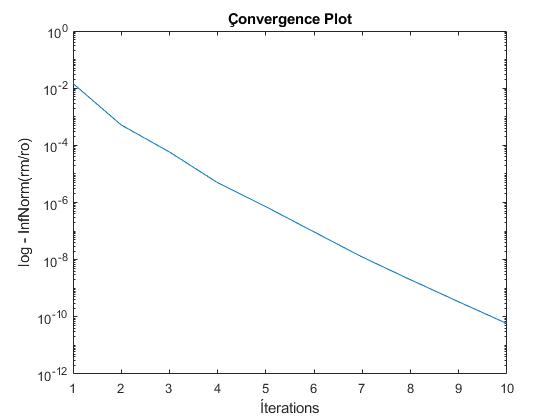 Çonvergence Plot
10^0
10^-2
10^-4
10^-6
10^-8
10^-10
10^-12
log - InfNorm(rm/ro)
1 2 3 4 5 6 7 8 9 10
Íterations